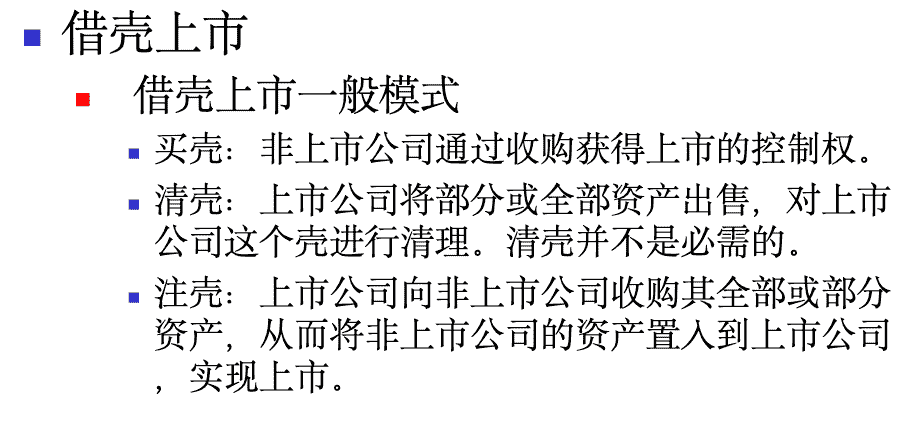 借壳上市
借壳上市一般模式
买壳：非上市公司通过收购获得上市的控制权。
清壳：上市公司将部分或全部资产出售，对上市
公司这个壳进行清理。清壳并不是必需的。
注壳：上市公司向非上市公司收购其全部或部分
资产，从而将非上市公司的资产置入到上市公司
，实现上市。